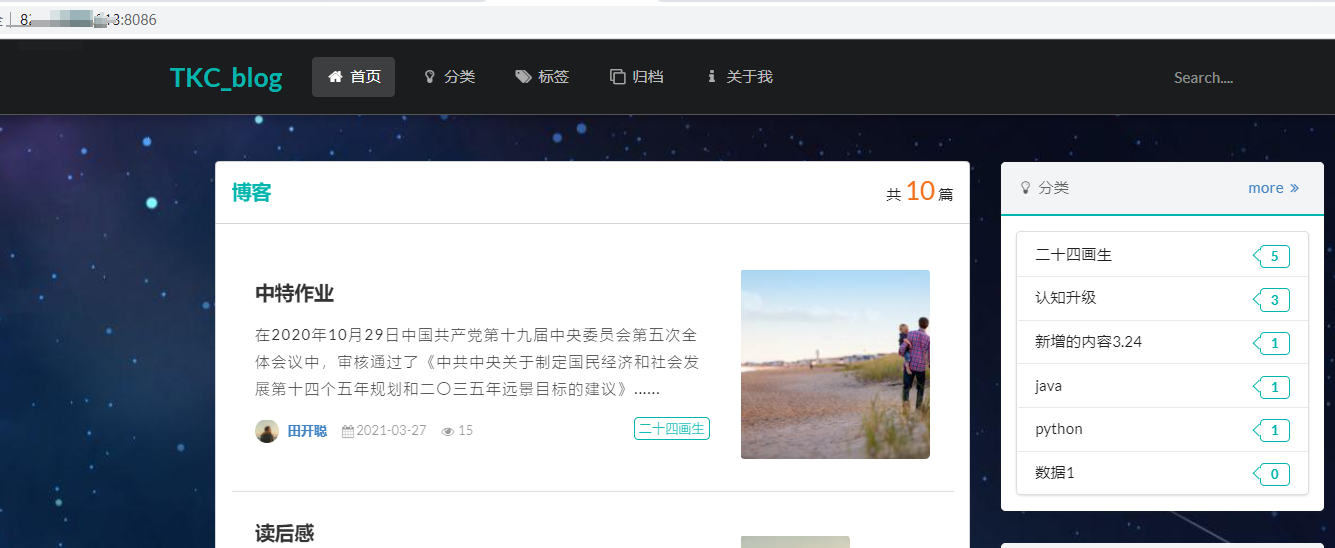 :8086
TKC_blog 首页 分类 标签 归档 关于我 Search....
博客 共 10 篇
中特作业
在2020年10月29日中国共产党第十九届中央委员会第五次全
体会议中，审核通过了《中共中央关于制定国民经济和社会发
展第十四个五年规划和二〇三五年远景目标的建议》......
田开聪 2021-03-27 15 二十四画生
读后感
分类 more »
二十四画生 5
认知升级 3
新增的内容3.24 1
java 1
python 1
数据1 0